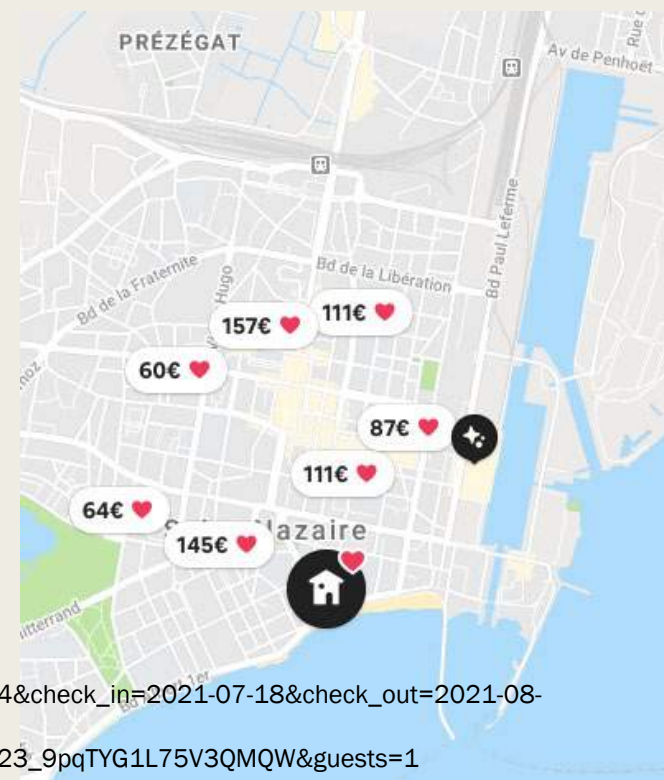 Rue d
PRÉZÉGAT
Av de Penhoët
Bd Paul Leferme
Bd de la Fraternite
Hugo
Bd de la Libération
157€
111€
60€
87€
111€
64€
azaire
145€
itterrand
4&check_in=2021-07-18&check_out=2021-08-
23_9pqTYG1L75V3QMQW&guests=1